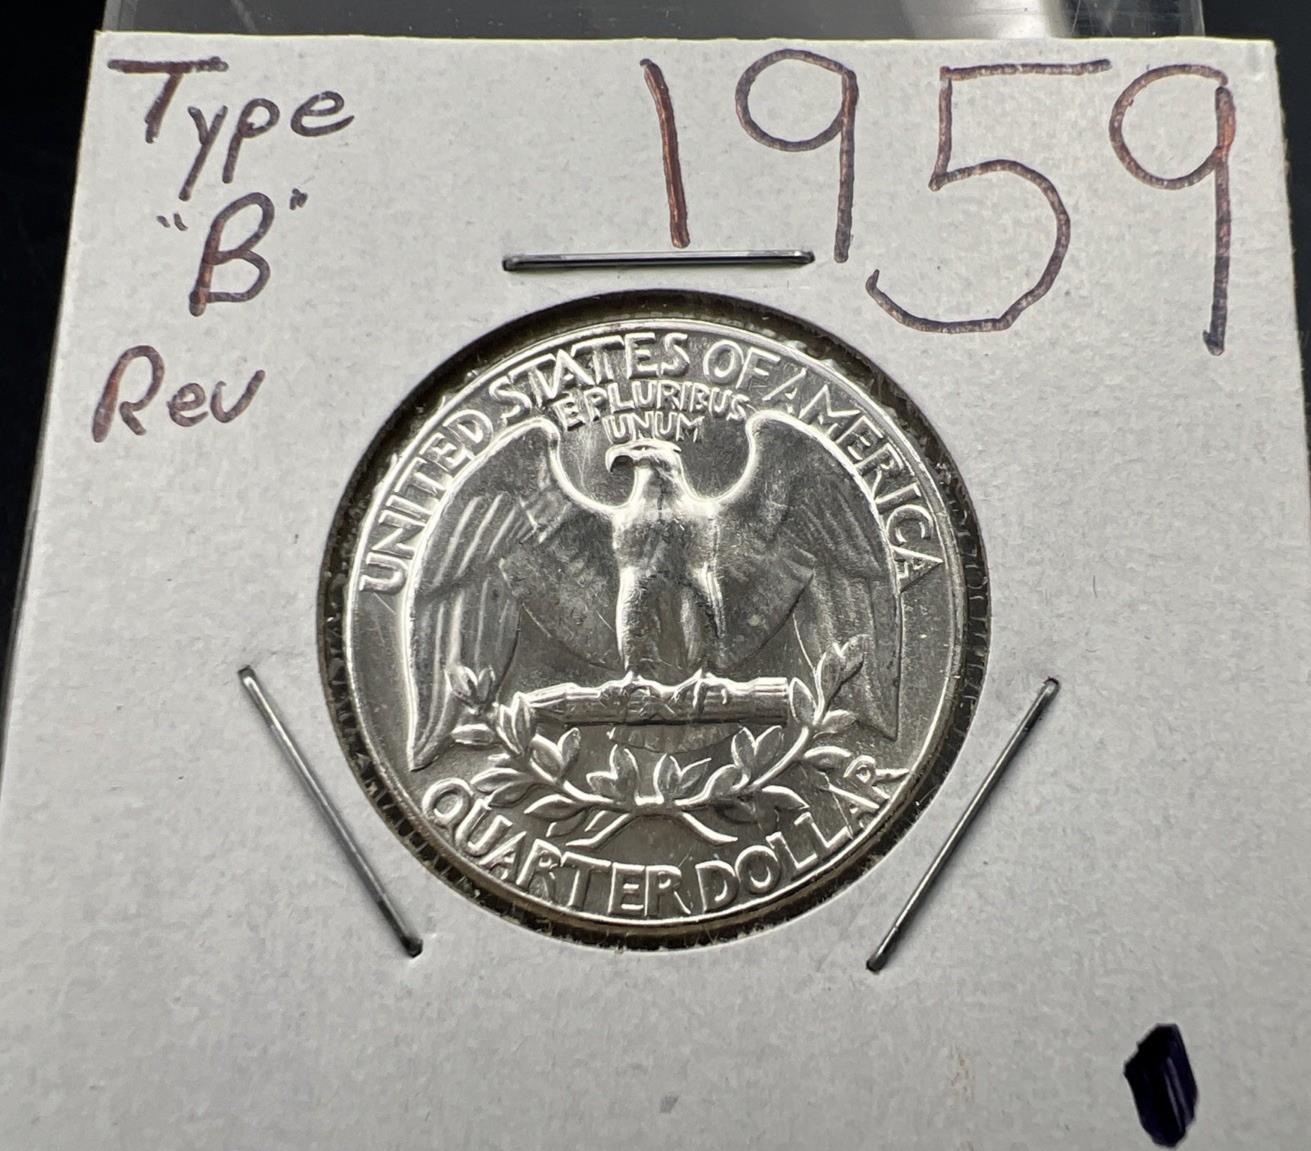 Type
"B"
Rev
1959
UNITED STATES OF AMERICA
E PLURIBUS
UNUM
QUARTER DOLLAR